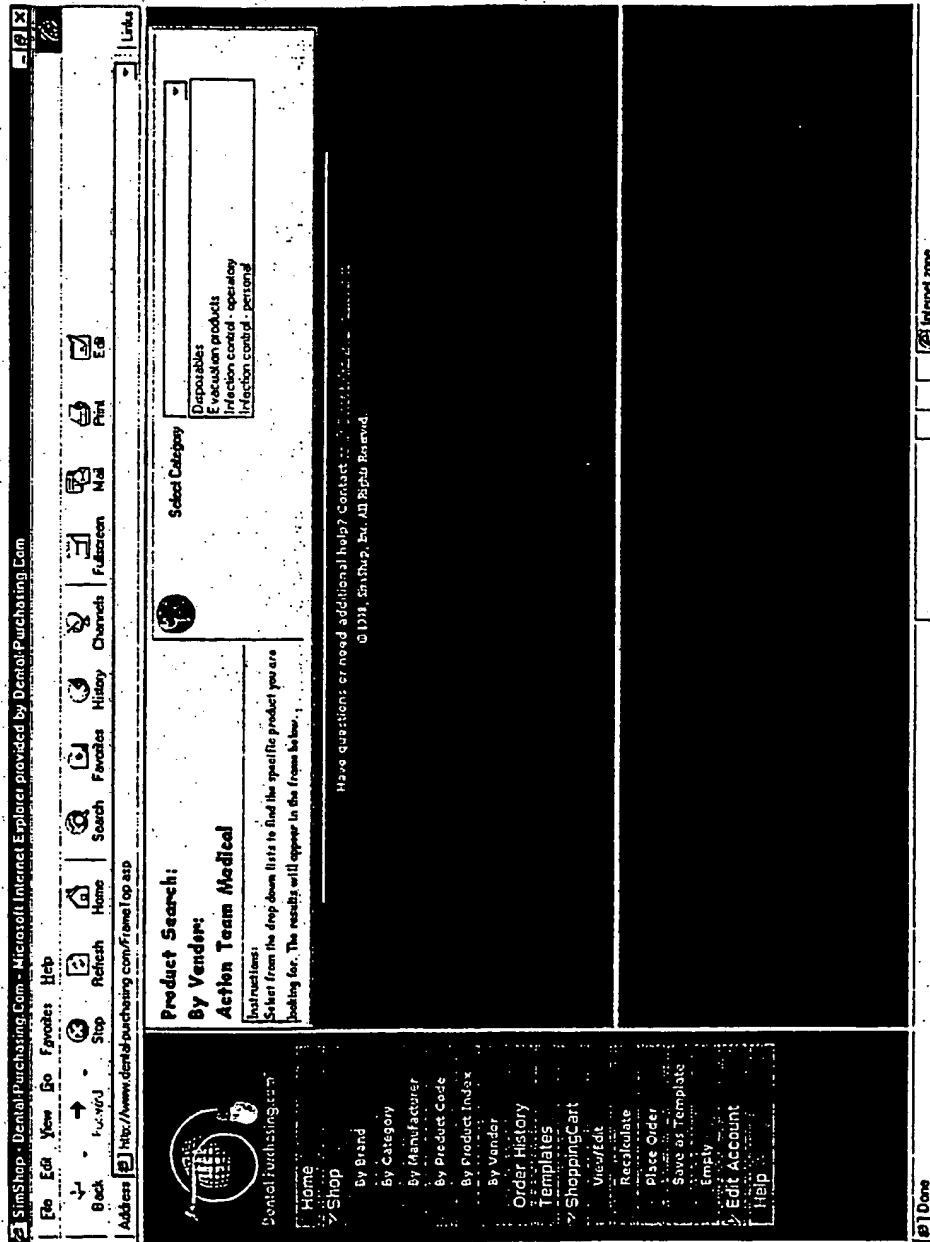 SimShop - Dental-Purchasing.Com - Microsoft Internet Explorer provided by Dental-Purchasing.Com
File Edit View Go Favorites Help
Back Forward Stop Refresh Home Search Favorites History Channels Fullscreen Mail Print Edit
Address http://www.dental-purchasing.com/FrameTop.asp Links
DentalPurchasing.com
Home
Shop
By Brand
By Category
By Manufacturer
By Product Code
By Product Index
By Vendor
Order History
Templates
ShoppingCart
View/Edit
Recalculate
Place Order
Save as Template
Empty
Edit Account
Help
Product Search:
By Vendor:
Action Team Medical
Instructions:
Select from the drop down lists to find the specific product you are
looking for. The results will appear in the frame below.
Select Category
Disposables
Evacuation products
Infection control - operatory
Infection control - personal
Have questions or need additional help? Contact
© 1998, SimShop, Inc. All Rights Reserved.
Done
Internet zone